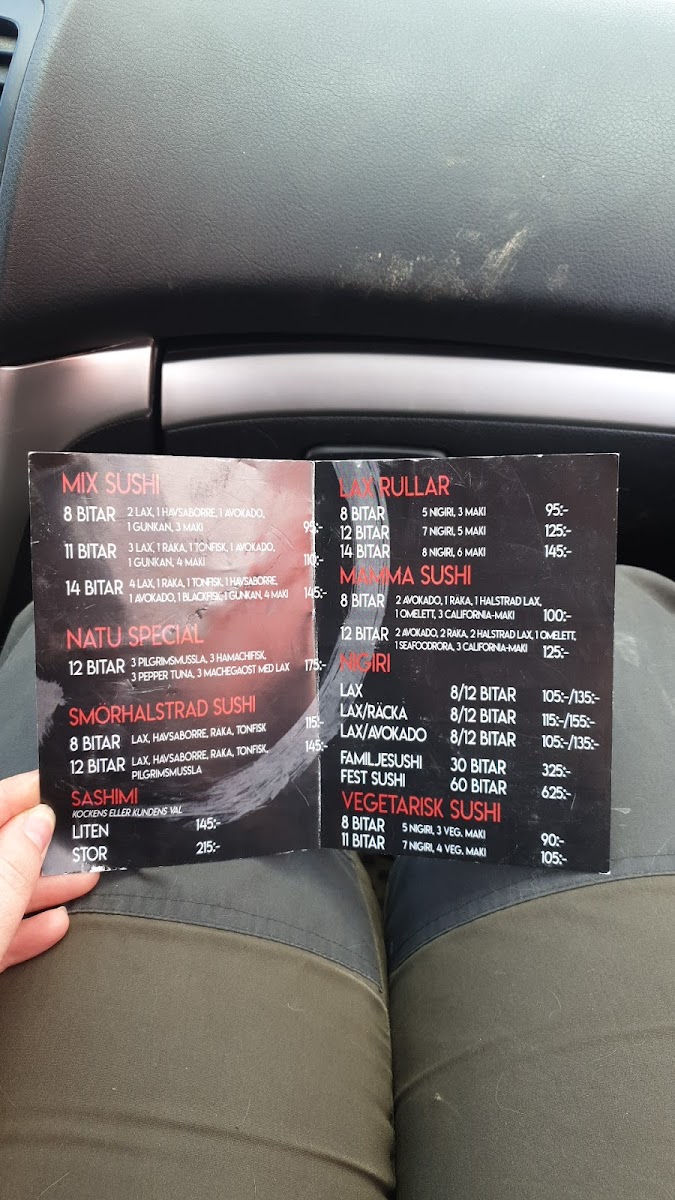 MIX SUSHI
8 BITAR 2 LAX, 1 HAVSABORRE, 1 AVOKADO,
1 GUNKAN, 3 MAKI 95:-
11 BITAR 3 LAX, 1 RÄKA, 1 TONFISK, 1 AVOKADO,
1 GUNKAN, 4 MAKI 110:-
14 BITAR 4 LAX, 1 RÄKA, 1 TONFISK, 1 HAVSABORRE,
1 AVOKADO, 1 BLACKFISK, 1 GUNKAN, 4 MAKI 145:-
NATU SPECIAL
12 BITAR 3 PILGRIMSMUSSLA, 3 HAMACHIFISK,
3 PEPPER TUNA, 3 MACHEGAOST MED LAX 175:-
SMÖRHALSTRAD SUSHI
8 BITAR LAX, HAVSABORRE, RÄKA, TONFISK 115:-
12 BITAR LAX, HAVSABORRE, RÄKA, TONFISK, 145:-
PILGRIMSMUSSLA
SASHIMI
KOCKENS ELLER KUNDENS VAL
LITEN 145:-
STOR 215:-
LAX RULLAR
8 BITAR 5 NIGIRI, 3 MAKI 95:-
12 BITAR 7 NIGIRI, 5 MAKI 125:-
14 BITAR 8 NIGIRI, 6 MAKI 145:-
MAMMA SUSHI
8 BITAR 2 AVOKADO, 1 RÄKA, 1 HALSTRAD LAX,
1 OMELETT, 3 CALIFORNIA-MAKI 100:-
12 BITAR 2 AVOKADO, 2 RÄKA, 2 HALSTRAD LAX, 1 OMELETT,
1 SEAFOODRORA, 3 CALIFORNIA-MAKI 125:-
NIGIRI
LAX 8/12 BITAR 105:-/135:-
LAX/RÄCKA 8/12 BITAR 115:-/155:-
LAX/AVOKADO 8/12 BITAR 105:-/135:-
FAMILJESUSHI 30 BITAR 325:-
FEST SUSHI 60 BITAR 625:-
VEGETARISK SUSHI
8 BITAR 5 NIGIRI, 3 VEG. MAKI 90:-
11 BITAR 7 NIGIRI, 4 VEG. MAKI 105:-